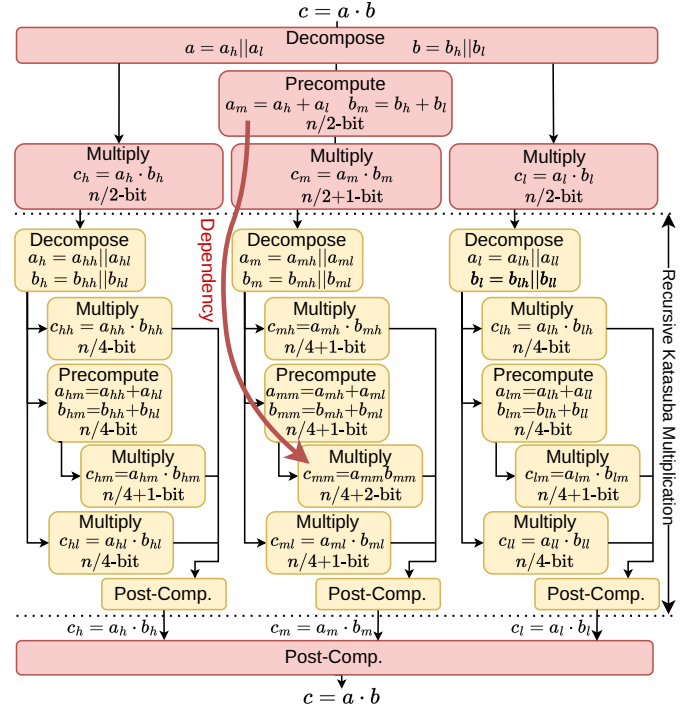 c = a · b
Decompose
a = a_h||a_l b = b_h||b_l
Precompute
a_m = a_h + a_l b_m = b_h + b_l
n/2-bit
Multiply
c_h = a_h · b_h
n/2-bit
Multiply
c_m = a_m · b_m
n/2+1-bit
Multiply
c_l = a_l · b_l
n/2-bit
Dependency
Recursive Katasuba Multiplication
Decompose
a_h = a_hh||a_hl
b_h = b_hh||b_hl
Multiply
c_hh = a_hh · b_hh
n/4-bit
Precompute
a_hm=a_hh+a_hl
b_hm=b_hh+b_hl
n/4-bit
Multiply
c_hm=a_hm · b_hm
n/4+1-bit
Multiply
c_hl = a_hl · b_hl
n/4-bit
Post-Comp.
Decompose
a_m = a_mh||a_ml
b_m = b_mh||b_ml
Multiply
c_mh=a_mh · b_mh
n/4+1-bit
Precompute
a_mm=a_mh+a_ml
b_mm=b_mh+b_ml
n/4+1-bit
Multiply
c_mm=a_mm b_mm
n/4+2-bit
Multiply
c_ml = a_ml · b_ml
n/4+1-bit
Post-Comp.
Decompose
a_l = a_lh||a_ll
b_l = b_lh||b_ll
Multiply
c_lh = a_lh · b_lh
n/4-bit
Precompute
a_lm=a_lh+a_ll
b_lm=b_lh+b_ll
n/4-bit
Multiply
c_lm=a_lm · b_lm
n/4+1-bit
Multiply
c_ll = a_ll · b_ll
n/4-bit
Post-Comp.
c_h = a_h · b_h
c_m = a_m · b_m
c_l = a_l · b_l
Post-Comp.
c = a · b